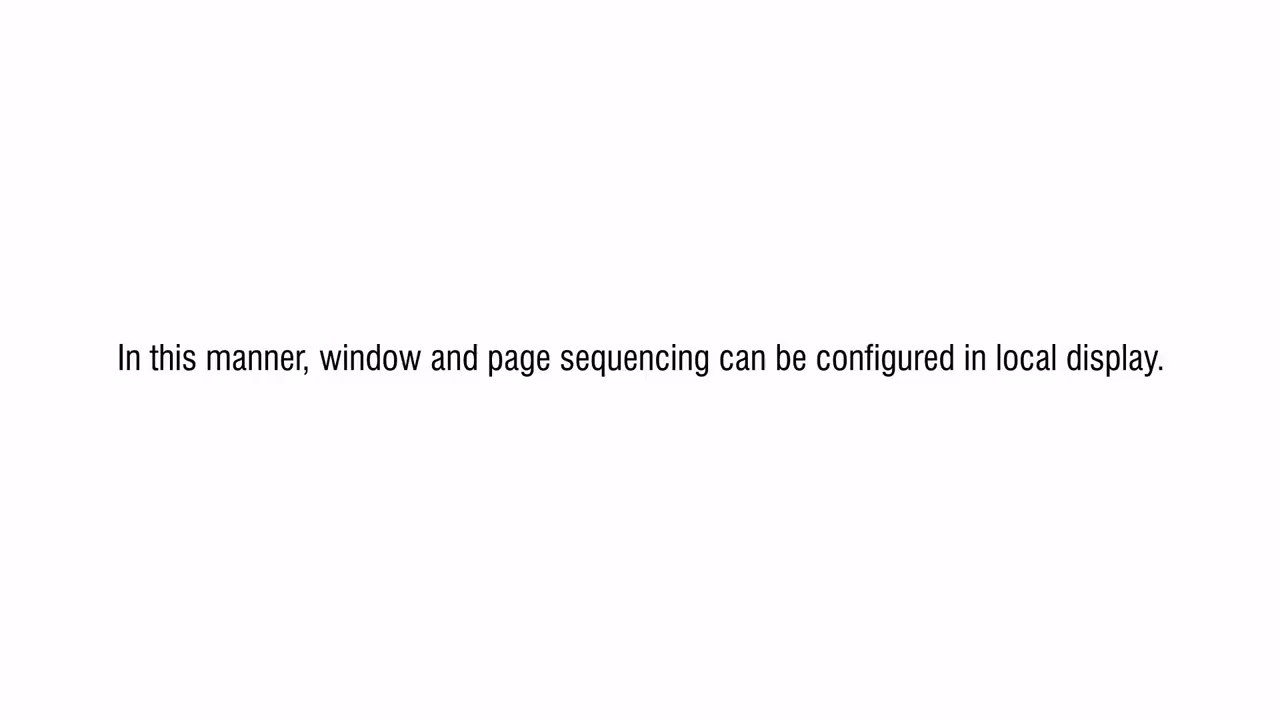 In this manner, window and page sequencing can be configured in local display.